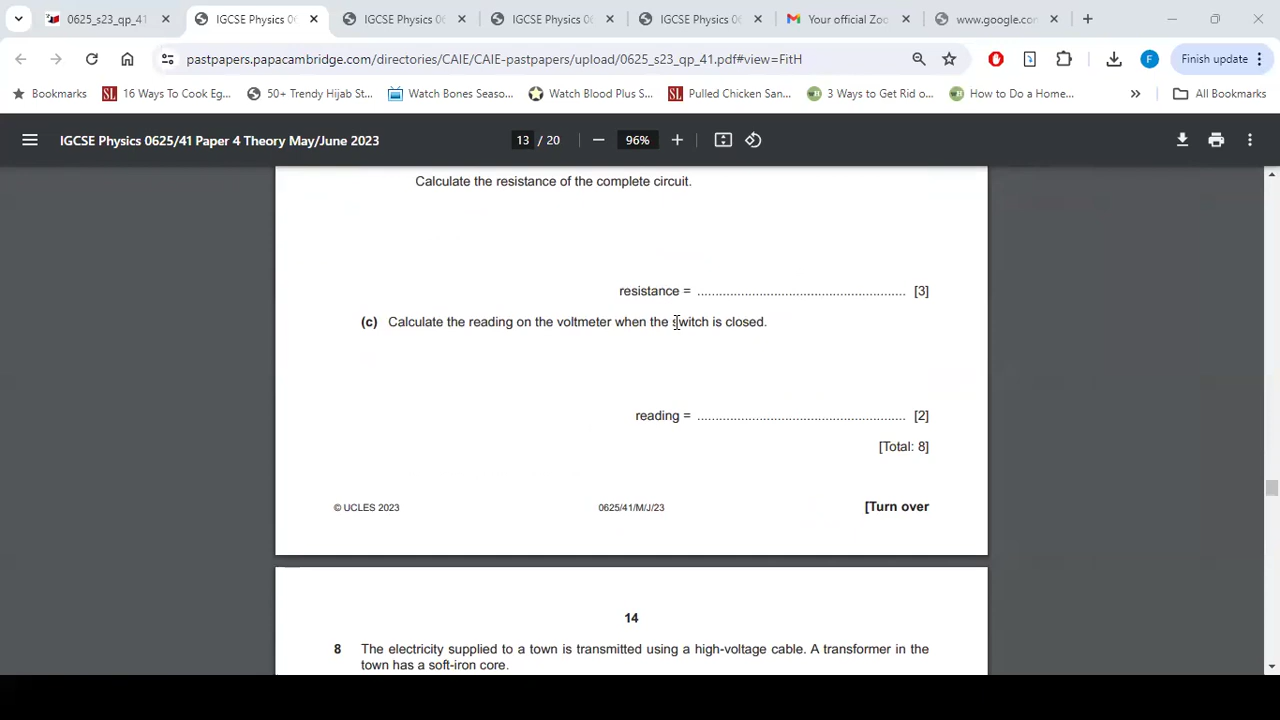 0625_s23_qp_41
IGCSE Physics 06
IGCSE Physics 0
IGCSE Physics 0
IGCSE Physics 0
Your official Zoo
www.google.com
pastpapers.papacambridge.com/directories/CAIE/CAIE-pastpapers/upload/0625_s23_qp_41.pdf#view=FitH
F
Finish update
Bookmarks
SL 16 Ways To Cook Eg...
50+ Trendy Hijab St...
Watch Bones Seaso...
Watch Blood Plus S...
SL Pulled Chicken San...
3 Ways to Get Rid o...
How to Do a Home...
All Bookmarks
IGCSE Physics 0625/41 Paper 4 Theory May/June 2023
13 / 20
96%
Calculate the resistance of the complete circuit.
resistance = .......................................................... [3]
(c) Calculate the reading on the voltmeter when the switch is closed.
reading = .......................................................... [2]
[Total: 8]
© UCLES 2023
0625/41/M/J/23
[Turn over
14
8 The electricity supplied to a town is transmitted using a high-voltage cable. A transformer in the
town has a soft-iron core.